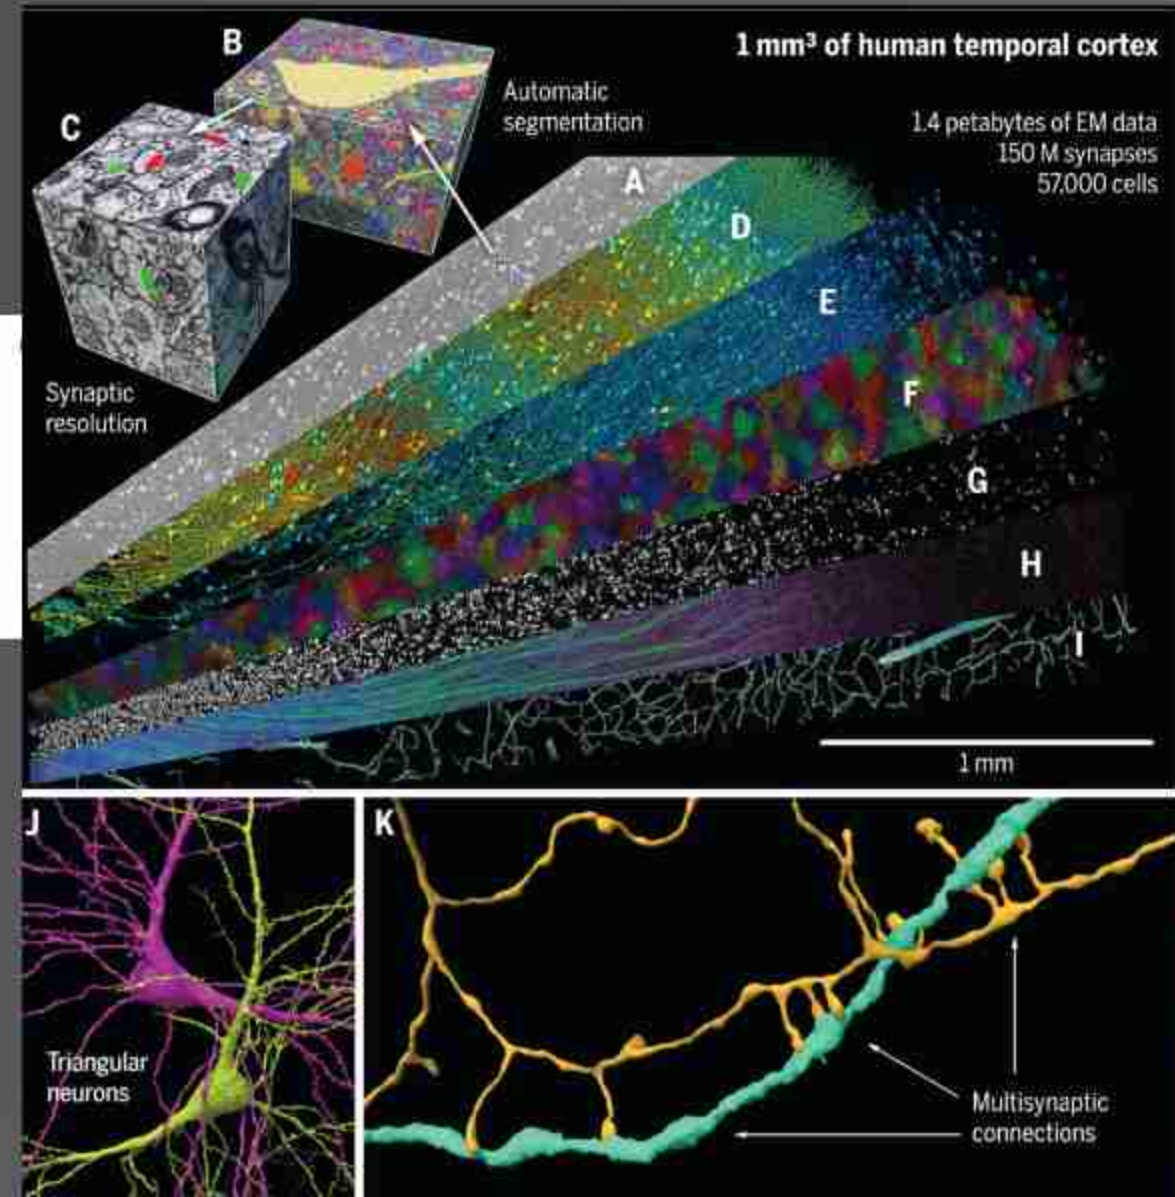 B
1 mm³ of human temporal cortex
Automatic
segmentation
C
1.4 petabytes of EM data
150 M synapses
57,000 cells
A
D
E
Synaptic
resolution
F
G
H
I
1 mm
J
K
Triangular
neurons
Multisynaptic
connections